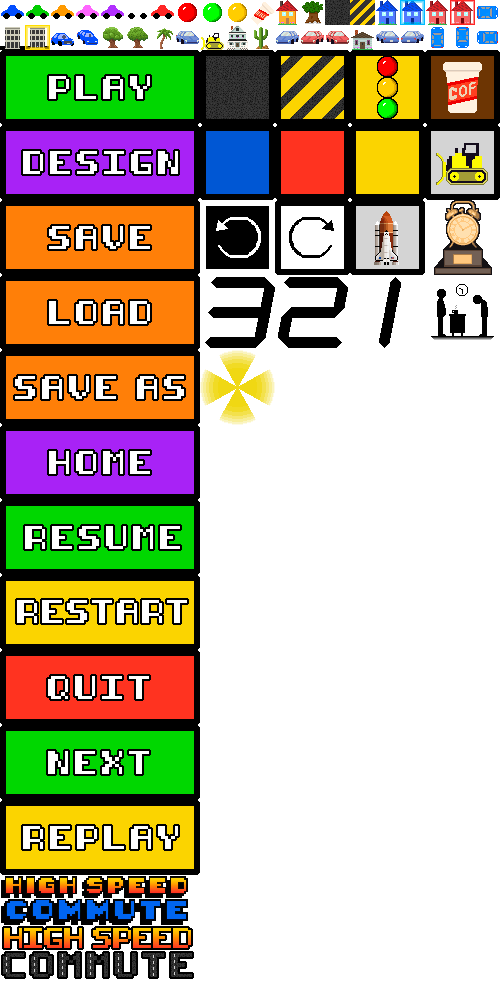 PLAY
COF
DESIGN
SAVE
LOAD
321
SAVE AS
HOME
RESUME
RESTART
QUIT
NEXT
REPLAY
HIGH SPEED
COMMUTE
HIGH SPEED
COMMUTE